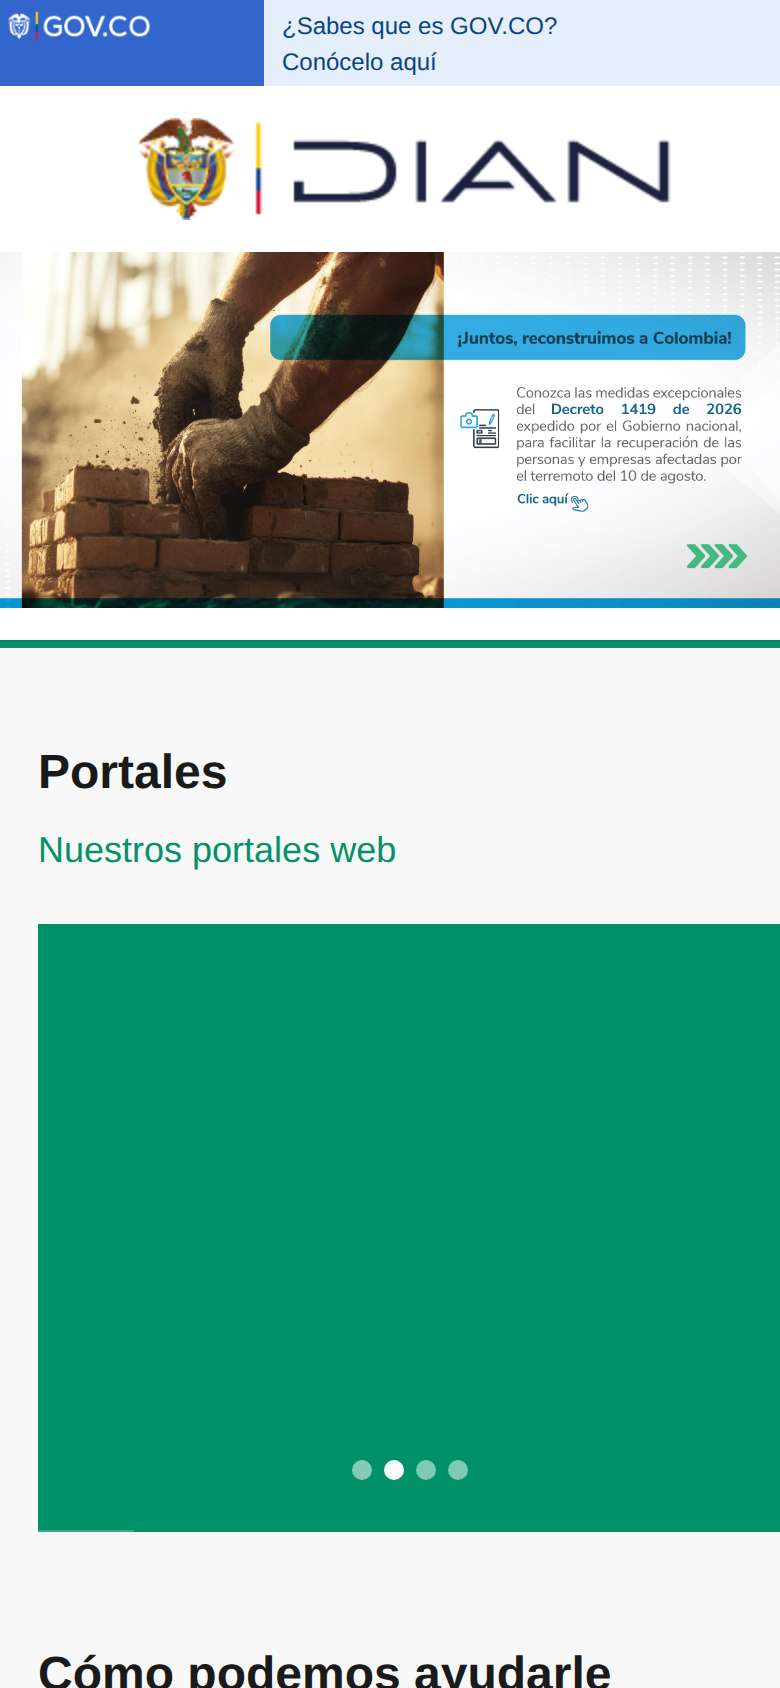 GOV.CO
¿Sabes que es GOV.CO?
Conócelo aquí
DIAN
¡Juntos, reconstruimos a Colombia!
Conozca las medidas excepcionales
del Decreto 1419 de 2026
expedido por el Gobierno nacional,
para facilitar la recuperación de las
personas y empresas afectadas por
el terremoto del 10 de agosto.
Clic aquí
Portales
Nuestros portales web
Cómo podemos ayudarle